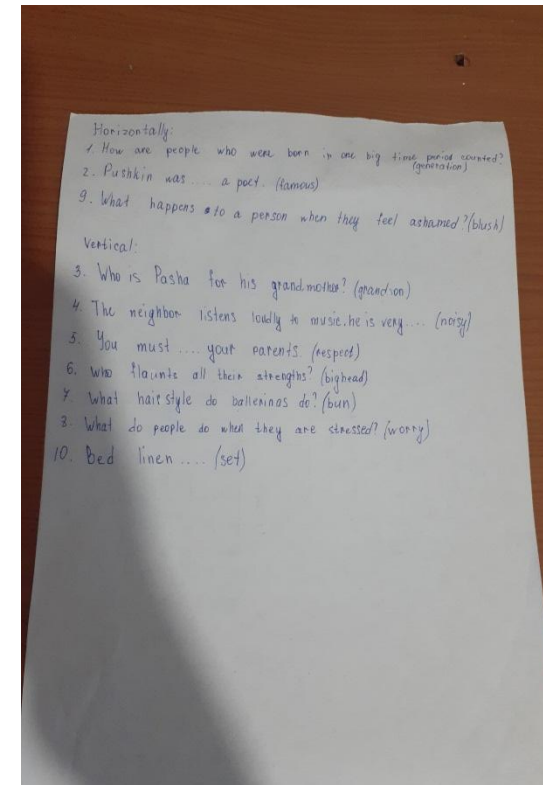 Horizontally:
1. How are people who were born in one big time period counted?
(generation)
2. Pushkin was .... a poet. (famous)
9. What happens to a person when they feel ashamed? (blush)
Vertical:
3. Who is Pasha for his grandmother? (grandson)
4. The neighbor listens loudly to music. he is very.... (noisy)
5. You must .... your parents (respect)
6. Who flaunts all their strengths? (bighead)
7. What hair style do ballerinas do? (bun)
8. What do people do when they are stressed? (worry)
10. Bed linen .... (set)